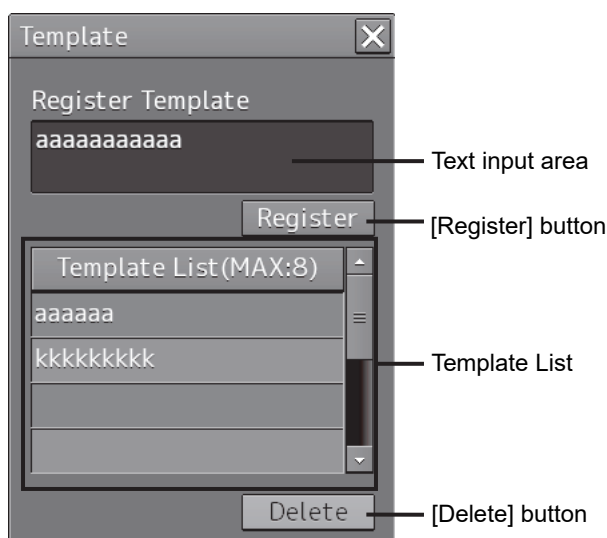 Template
Register Template
aaaaaaaaaaa
Text input area
Register
[Register] button
Template List(MAX:8)
aaaaaa
kkkkkkkkk
Template List
Delete
[Delete] button